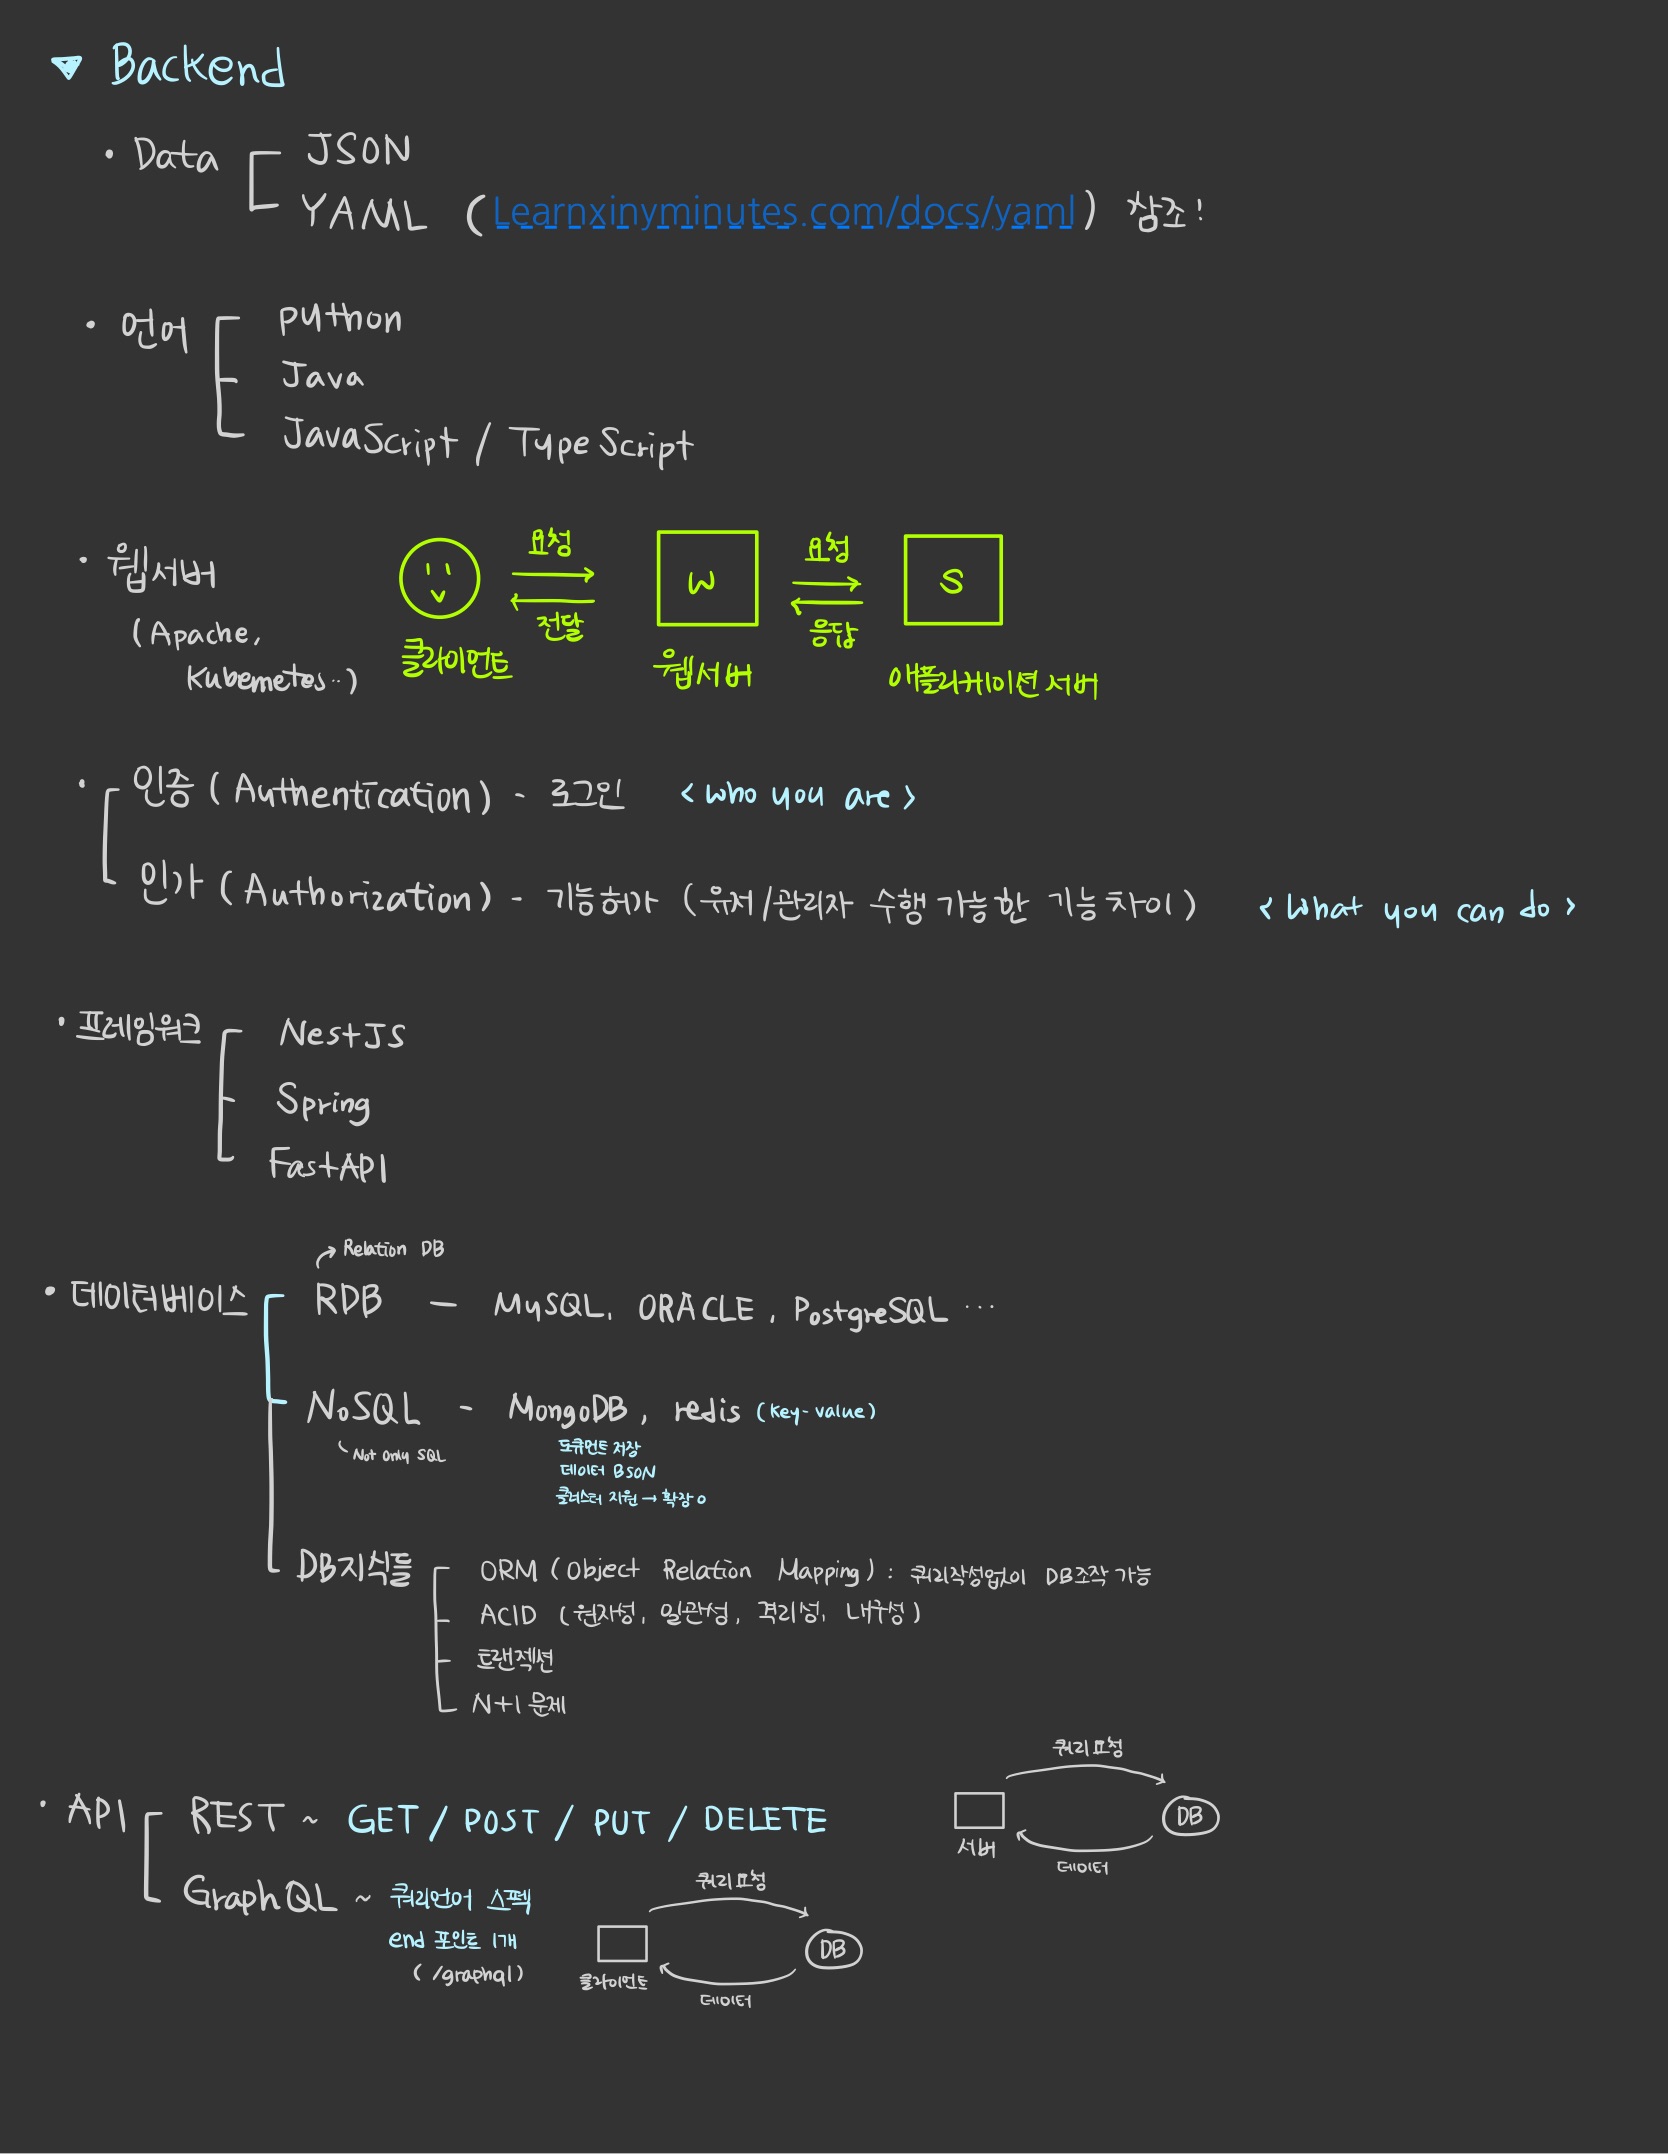 ▼ Backend
· Data JSON
YAML (Learnxinyminutes.com/docs/yaml) 참조!
· 언어 python
Java
JavaScript / TypeScript
· 웹서버
(Apache,
Kubernetes..)
요청
전달
클라이언트
W
웹서버
요청
응답
S
애플리케이션 서버
· 인증 (Authentication) - 로그인 <who you are>
인가 (Authorization) - 기능허가 (유저/관리자 수행 가능한 기능 차이) <What you can do>
· 프레임워크 NestJS
Spring
FastAPI
Relation DB
· 데이터베이스 RDB — MySQL, ORACLE, PostgreSQL ...
NoSQL - MongoDB, redis (key-value)
Not only SQL
도큐먼트 저장
데이터 BSON
클러스터 지원 → 확장 o
DB지식들 ORM (Object Relation Mapping) : 쿼리작성없이 DB조작 가능
ACID (원자성, 일관성, 격리성, 내구성)
트랜젝션
N+1 문제
· API REST ~ GET / POST / PUT / DELETE
쿼리요청
서버
DB
데이터
GraphQL ~ 쿼리언어 스펙
end 포인트 1개
(/graphql)
쿼리요청
클라이언트
DB
데이터